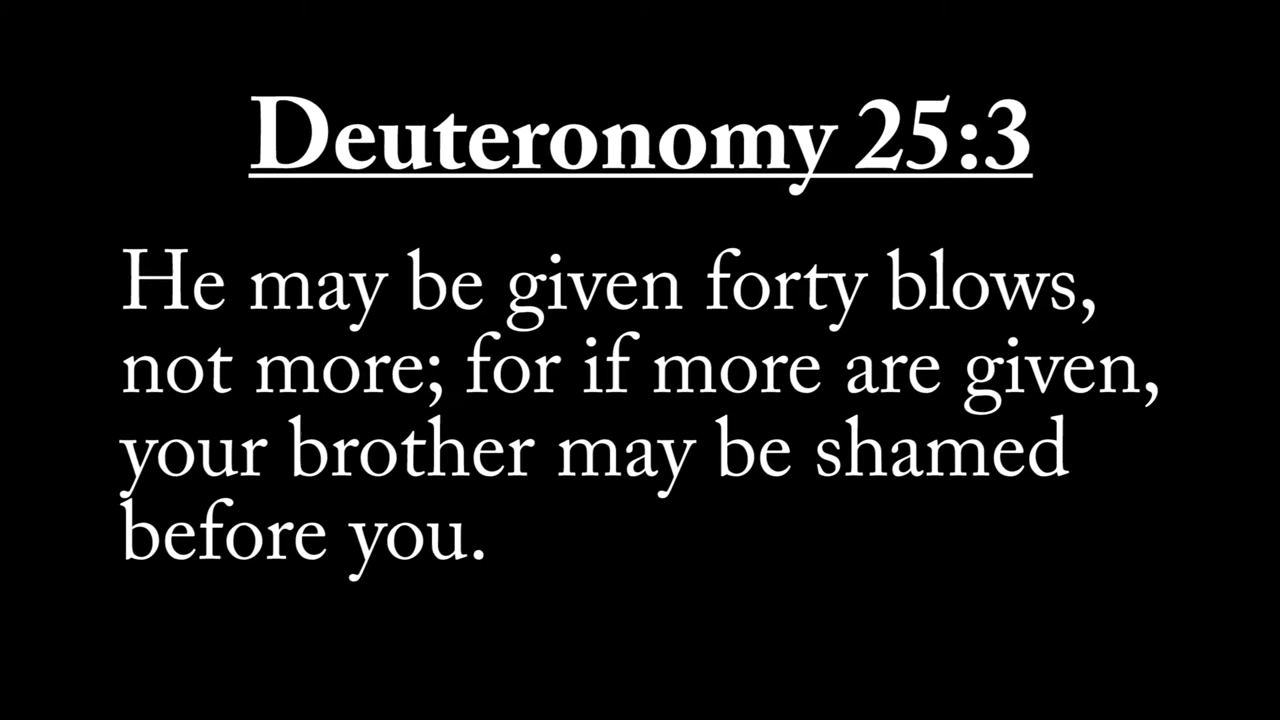 Deuteronomy 25:3
He may be given forty blows,
not more; for if more are given,
your brother may be shamed
before you.